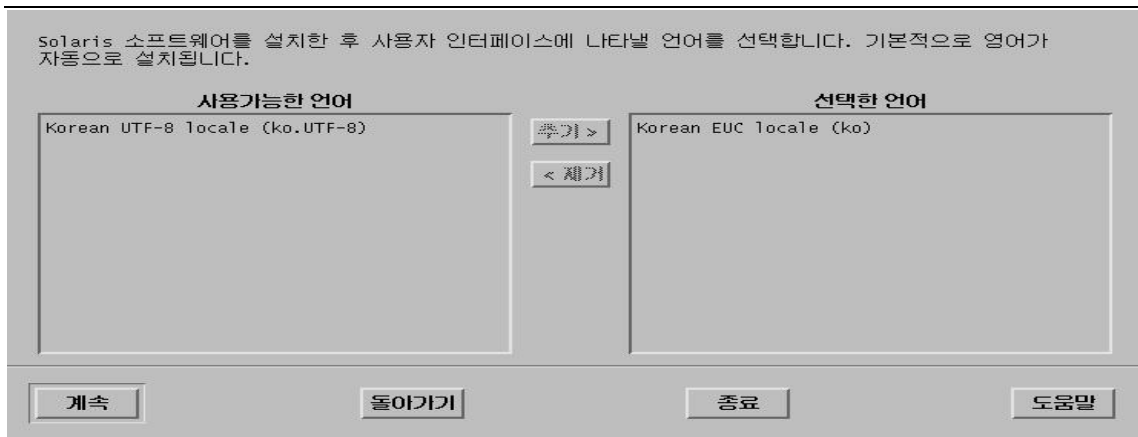 Solaris 소프트웨어를 설치한 후 사용자 인터페이스에 나타낼 언어를 선택합니다. 기본적으로 영어가
자동으로 설치됩니다.
사용가능한 언어
선택한 언어
Korean UTF-8 locale (ko.UTF-8)
추가 >
Korean EUC locale (ko)
< 제거
계속
돌아가기
종료
도움말